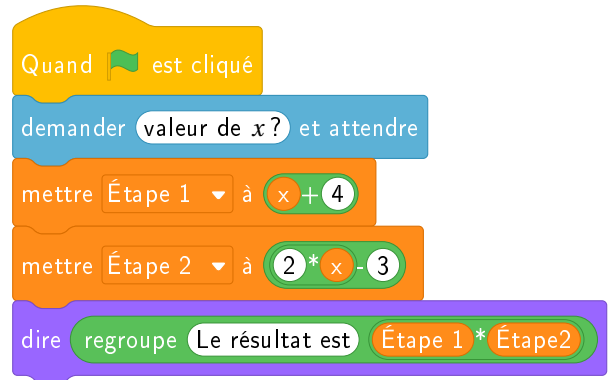 Quand est cliqué
demander valeur de x ? et attendre
mettre Étape 1 à x + 4
mettre Étape 2 à 2 * x - 3
dire regroupe Le résultat est Étape 1 * Étape2